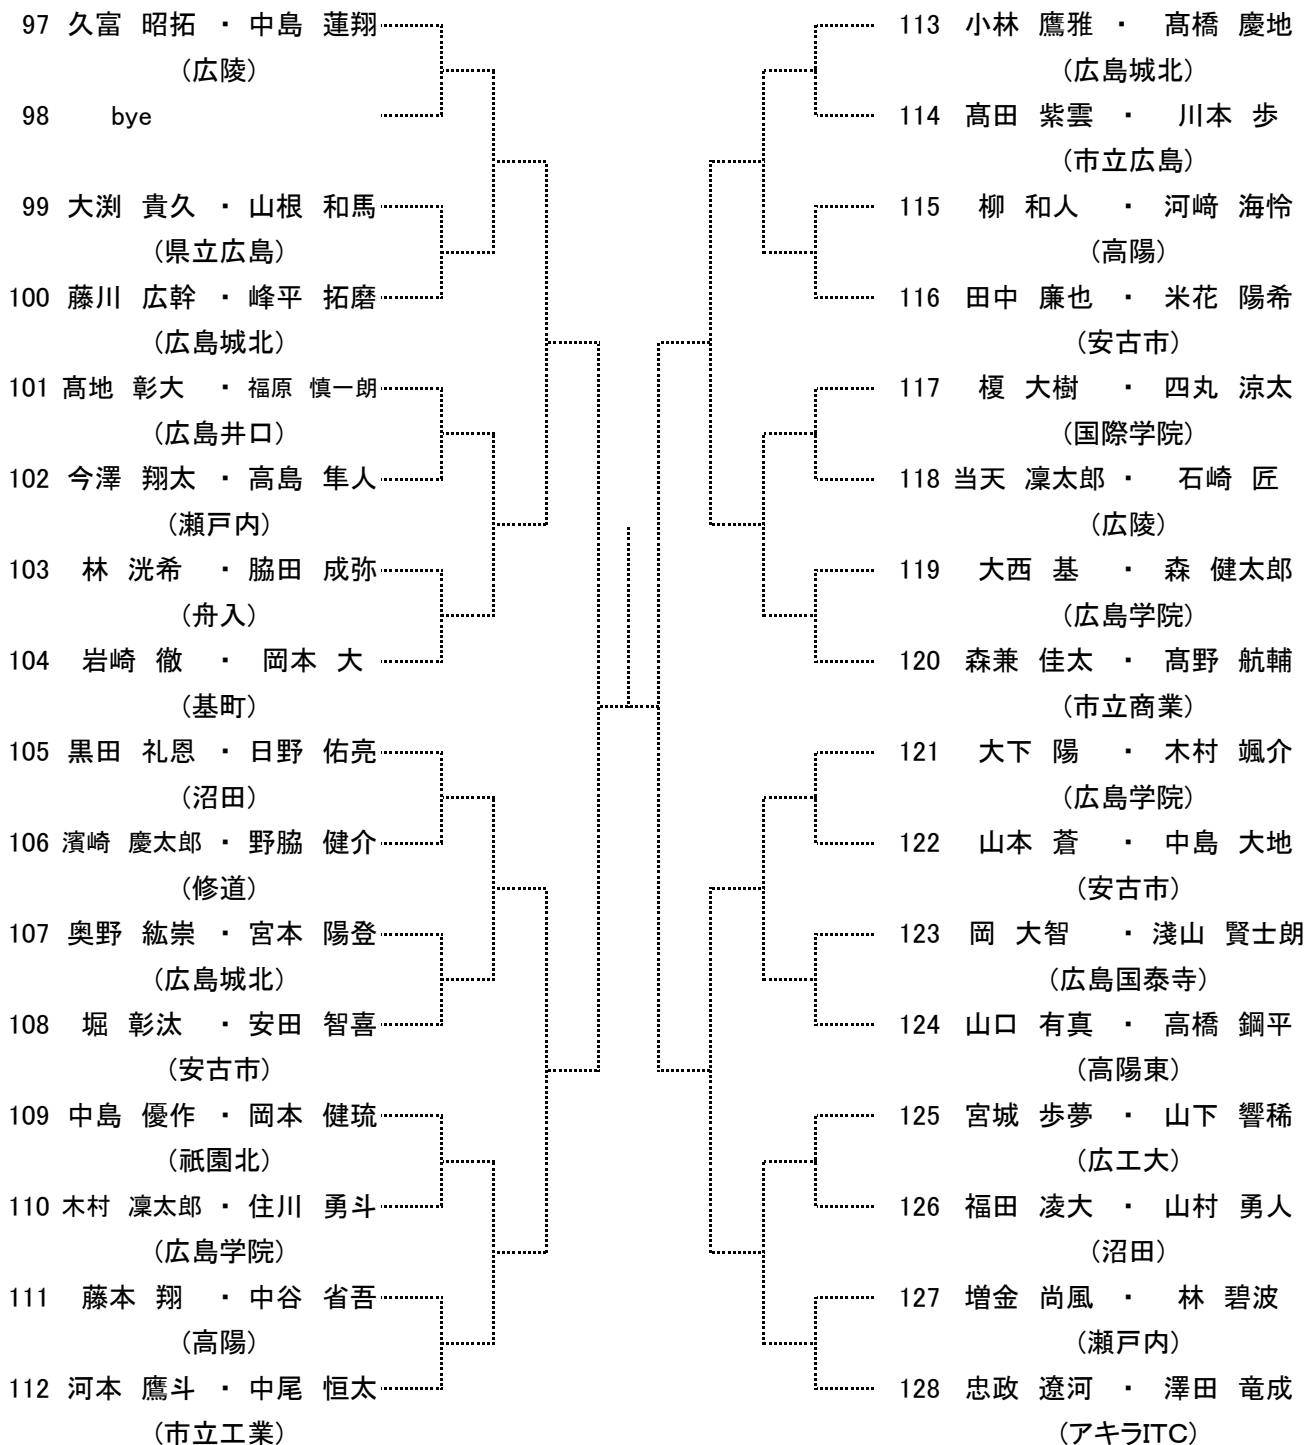 97 久富 昭拓 ・ 中島 蓮翔
(広陵)
98 bye
99 大渕 貴久 ・ 山根 和馬
(県立広島)
100 藤川 広幹 ・ 峰平 拓磨
(広島城北)
101 髙地 彰大 ・ 福原 慎一朗
(広島井口)
102 今澤 翔太 ・ 高島 隼人
(瀬戸内)
103 林 洸希 ・ 脇田 成弥
(舟入)
104 岩崎 徹 ・ 岡本 大
(基町)
105 黒田 礼恩 ・ 日野 佑亮
(沼田)
106 濱崎 慶太郎 ・ 野脇 健介
(修道)
107 奥野 紘崇 ・ 宮本 陽登
(広島城北)
108 堀 彰汰 ・ 安田 智喜
(安古市)
109 中島 優作 ・ 岡本 健琉
(祇園北)
110 木村 凜太郎 ・ 住川 勇斗
(広島学院)
111 藤本 翔 ・ 中谷 省吾
(高陽)
112 河本 鷹斗 ・ 中尾 恒太
(市立工業)
113 小林 鷹雅 ・ 髙橋 慶地
(広島城北)
114 髙田 紫雲 ・ 川本 歩
(市立広島)
115 柳 和人 ・ 河﨑 海怜
(高陽)
116 田中 廉也 ・ 米花 陽希
(安古市)
117 榎 大樹 ・ 四丸 涼太
(国際学院)
118 当天 凜太郎 ・ 石崎 匠
(広陵)
119 大西 基 ・ 森 健太郎
(広島学院)
120 森兼 佳太 ・ 髙野 航輔
(市立商業)
121 大下 陽 ・ 木村 颯介
(広島学院)
122 山本 蒼 ・ 中島 大地
(安古市)
123 岡 大智 ・ 淺山 賢士朗
(広島国泰寺)
124 山口 有真 ・ 高橋 鋼平
(高陽東)
125 宮城 歩夢 ・ 山下 響稀
(広工大)
126 福田 凌大 ・ 山村 勇人
(沼田)
127 増金 尚風 ・ 林 碧波
(瀬戸内)
128 忠政 遼河 ・ 澤田 竜成
(アキラITC)